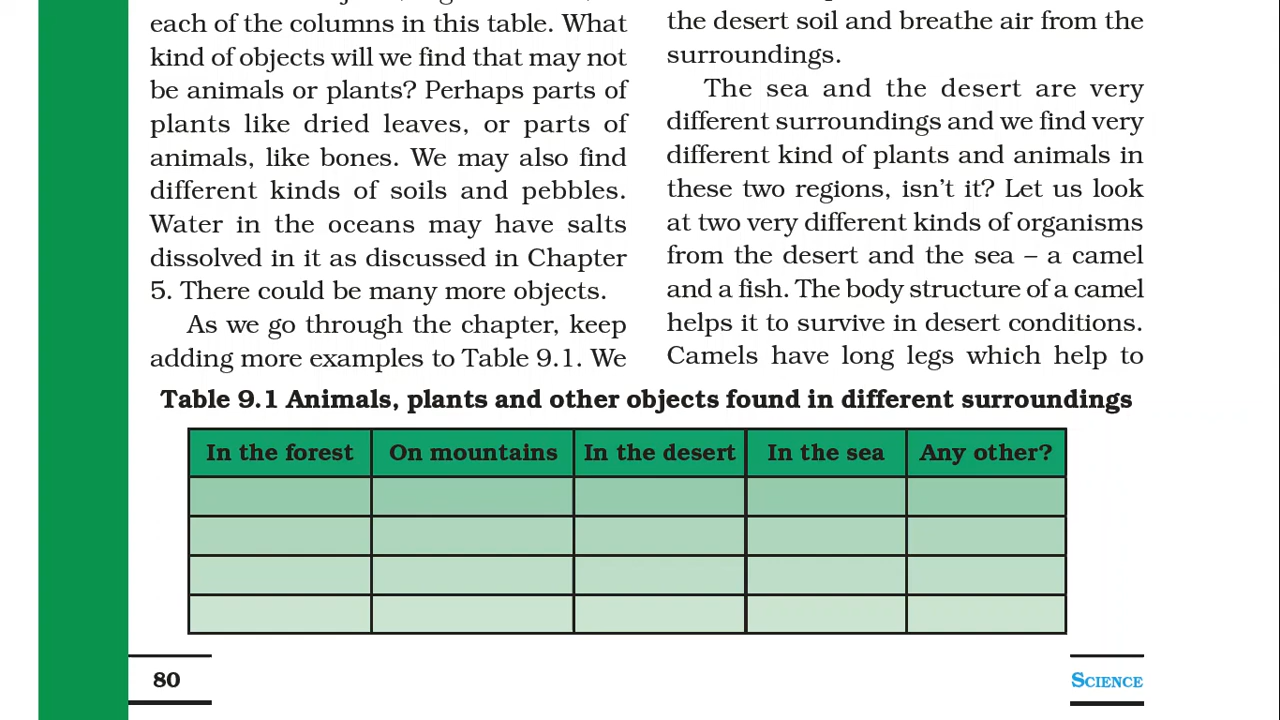 each of the columns in this table. What
kind of objects will we find that may not
be animals or plants? Perhaps parts of
plants like dried leaves, or parts of
animals, like bones. We may also find
different kinds of soils and pebbles.
Water in the oceans may have salts
dissolved in it as discussed in Chapter
5. There could be many more objects.
As we go through the chapter, keep
adding more examples to Table 9.1. We
the desert soil and breathe air from the
surroundings.
The sea and the desert are very
different surroundings and we find very
different kind of plants and animals in
these two regions, isn't it? Let us look
at two very different kinds of organisms
from the desert and the sea – a camel
and a fish. The body structure of a camel
helps it to survive in desert conditions.
Camels have long legs which help to
Table 9.1 Animals, plants and other objects found in different surroundings
In the forest On mountains In the desert In the sea Any other?
80
SCIENCE